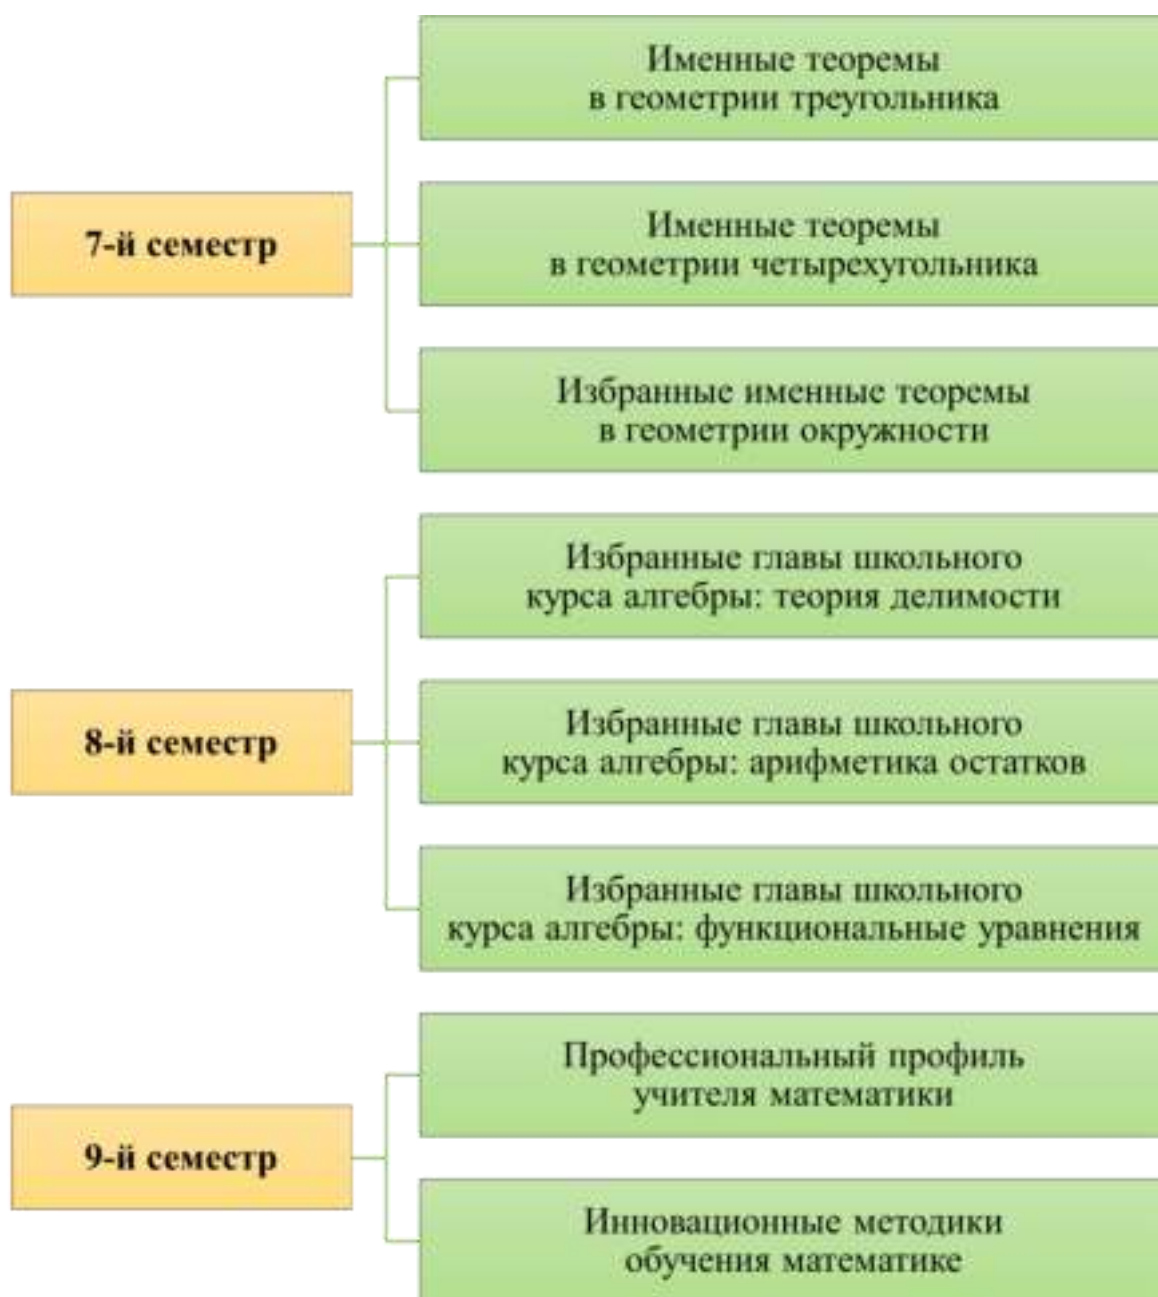 Именные теоремы
в геометрии треугольника
7-й семестр
Именные теоремы
в геометрии четырехугольника
Избранные именные теоремы
в геометрии окружности
Избранные главы школьного
курса алгебры: теория делимости
8-й семестр
Избранные главы школьного
курса алгебры: арифметика остатков
Избранные главы школьного
курса алгебры: функциональные уравнения
Профессиональный профиль
учителя математики
9-й семестр
Инновационные методики
обучения математике